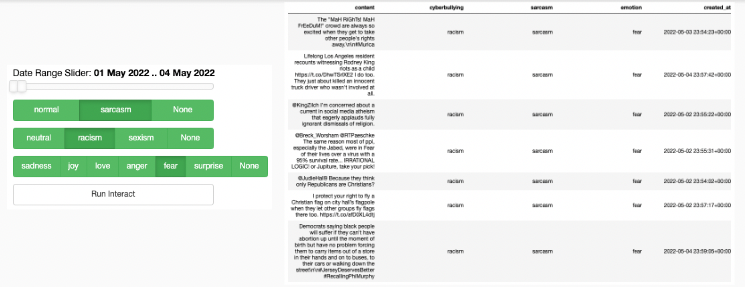 Date Range Slider: 01 May 2022 .. 04 May 2022
normal sarcasm None
neutral racism sexism None
sadness joy love anger fear surprise None
Run Interact
content cyberbullying sarcasm emotion created_at
The "MaH RiGhTs! MaH
FrEeDuM!" crowd are always so
excited when they get to take
other people's rights
away.\n\n#Murica
racism sarcasm fear 2022-05-03 23:54:23+00:00
Lifelong Los Angeles resident
recounts witnessing Rodney King
riots as a child
I do too.
They just about killed an innocent
truck driver who wasn't involved at
all.
racism sarcasm fear 2022-05-04 23:57:42+00:00
@KingZilch I'm concerned about a
current in social media atheism
that eagerly applauds fully
ignorant dismissals of religion.
racism sarcasm fear 2022-05-02 23:55:22+00:00
@Breck_Worsham @RTPaeschke
The same reason most of ppl,
especially the Jabed, were in Fear
of their lives over a virus with a
95% survival rate... IRRATIONAL
LOGIC! or Jupiture, take your pick!
racism sarcasm fear 2022-05-02 23:55:31+00:00
Because they think
only Republicans are Christians?
racism sarcasm fear 2022-05-02 23:54:02+00:00
I protest your right to fly a
Christian flag on city hall's flagpole
when they let other groups fly flags
there too.
racism sarcasm fear 2022-05-02 23:57:17+00:00
Democrats saying black people
will suffer if they can't have
abortion up until the moment of
birth but have no problem forcing
them to carry items out of a store
in their hands and on to buses, to
their cars or walking down the
street\n\n#JerseyDeservesBetter
#RecallingPhilMurphy
racism sarcasm fear 2022-05-04 23:59:05+00:00